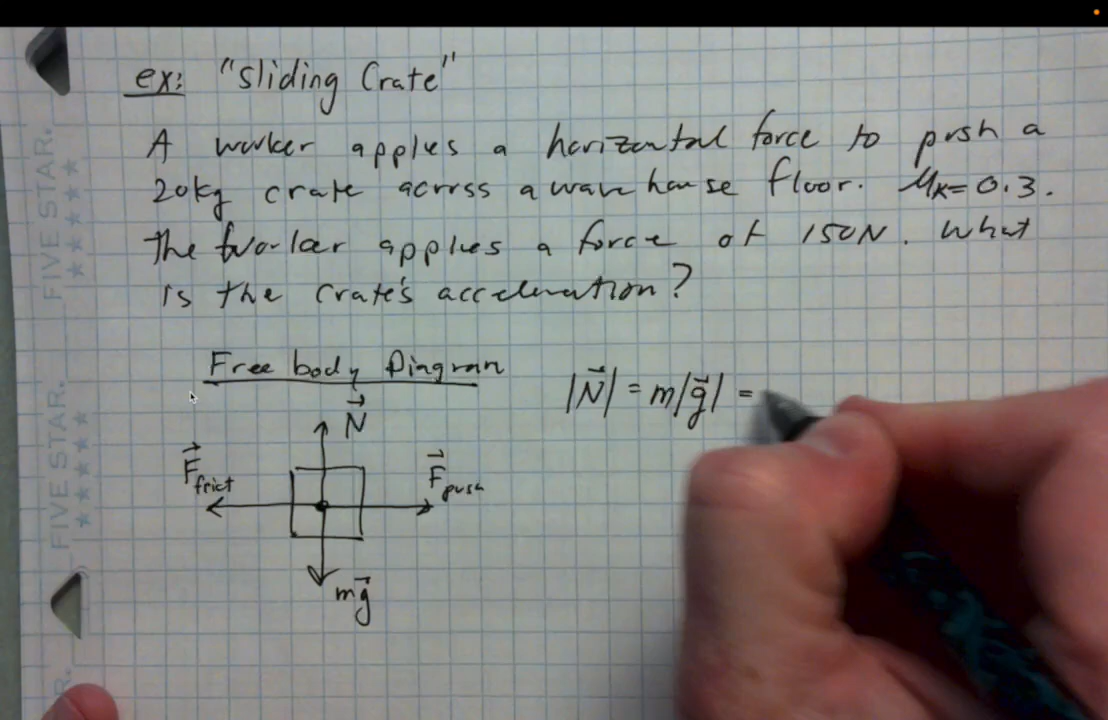 ex: "Sliding Crate"
A worker applies a horizontal force to push a
20kg crate across a warehouse floor. μk=0.3.
The worker applies a force of 150N. What
is the crate's acceleration?
Free body Diagram
|N⃗| = m|g⃗| =
N⃗
F⃗frict
F⃗push
mg⃗
FIVE STAR.
FIVE STAR.
R.